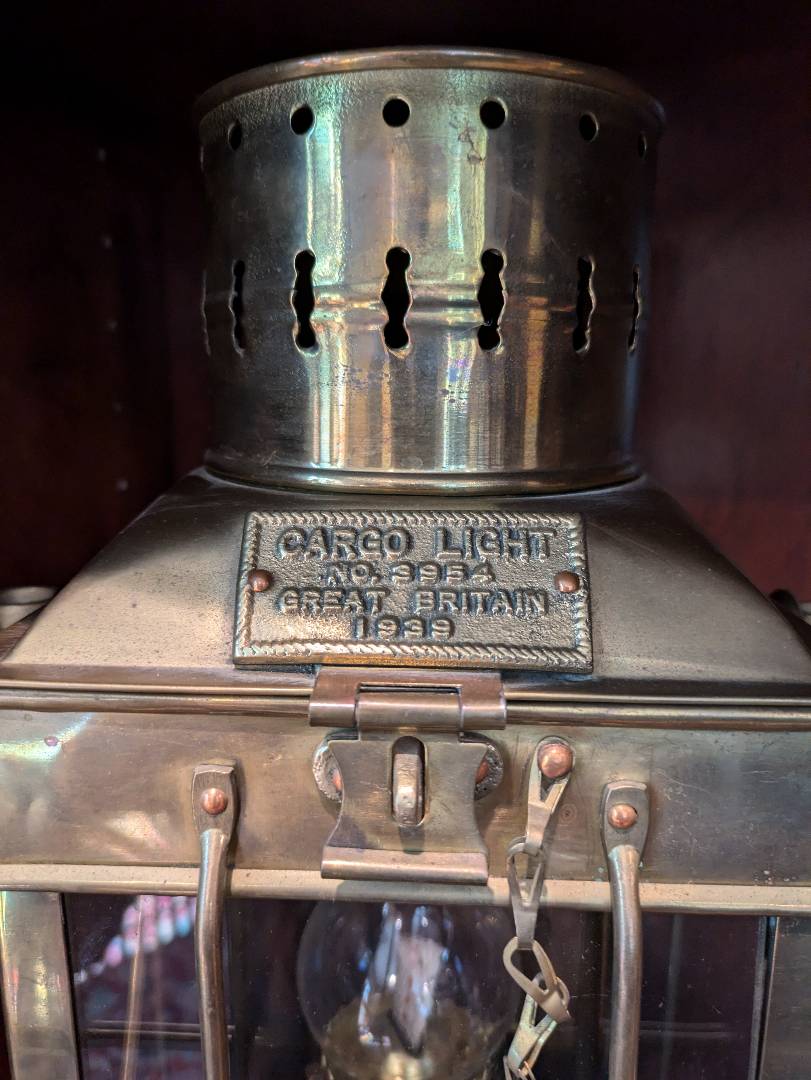 CARGO LIGHT
NO. 3954
GREAT BRITAIN
1939